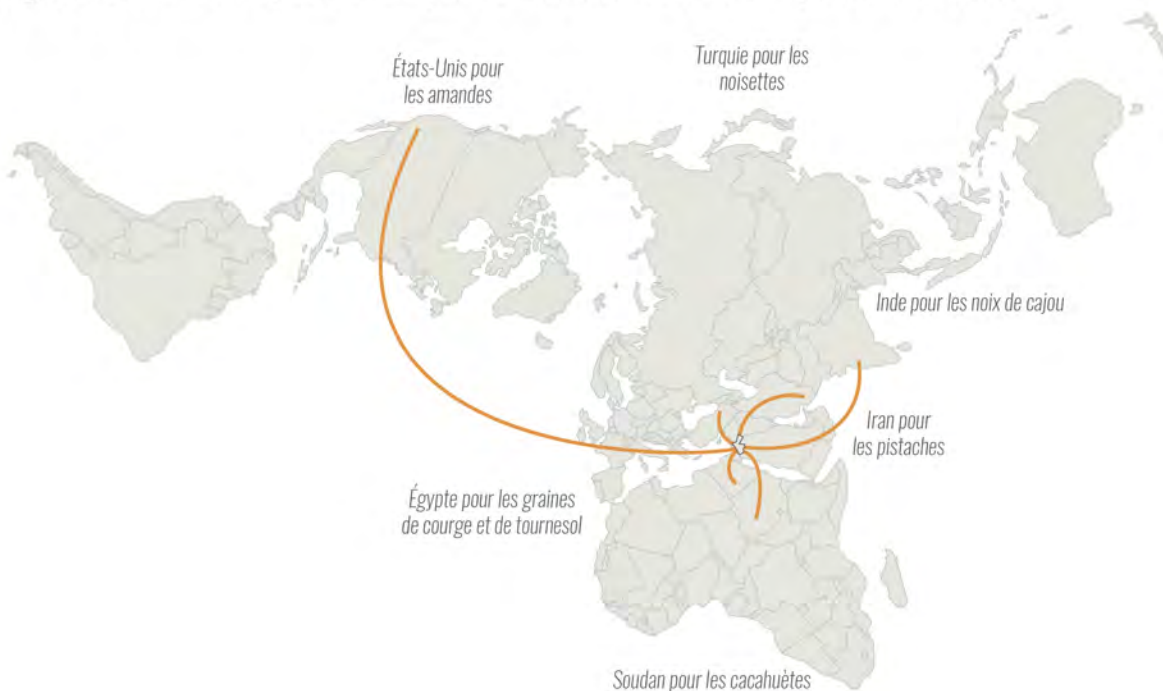 États-Unis pour
les amandes
Turquie pour les
noisettes
Inde pour les noix de cajou
Iran pour
les pistaches
Égypte pour les graines
de courge et de tournesol
Soudan pour les cacahuètes